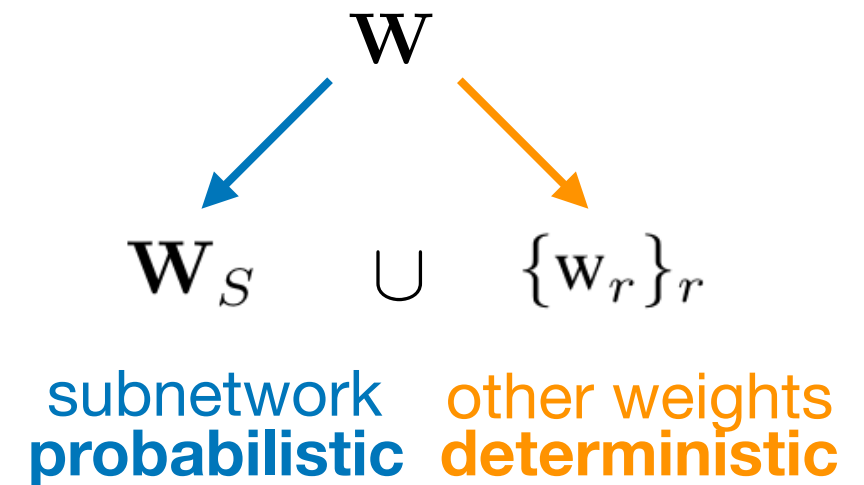 W
W_S ∪ {w_r}_r
subnetwork other weights
probabilistic deterministic